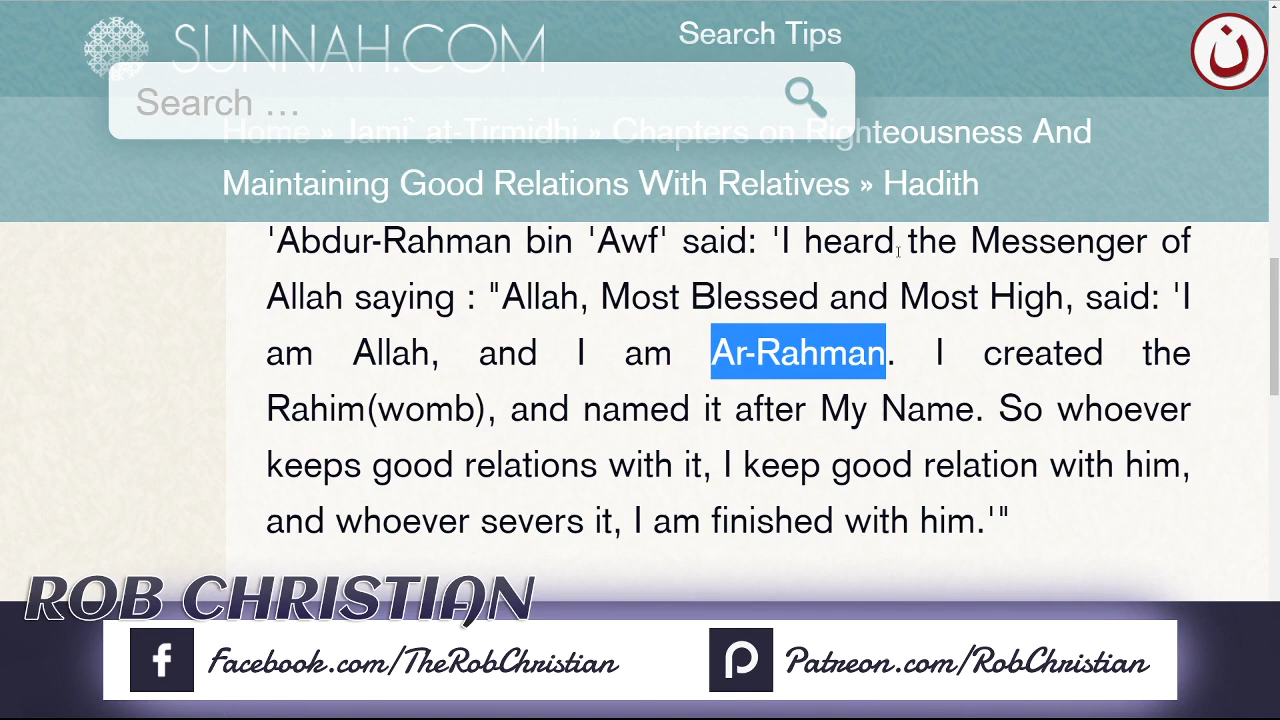 SUNNAH.COM
Search Tips
ن
Search ...
Home » Jami` at-Tirmidhi » Chapters on Righteousness And
Maintaining Good Relations With Relatives » Hadith
'Abdur-Rahman bin 'Awf' said: 'I heard the Messenger of
Allah saying : "Allah, Most Blessed and Most High, said: 'I
am Allah, and I am Ar-Rahman. I created the
Rahim(womb), and named it after My Name. So whoever
keeps good relations with it, I keep good relation with him,
and whoever severs it, I am finished with him.'"
ROB CHRISTIAN
Facebook.com/TheRobChristian
Patreon.com/RobChristian